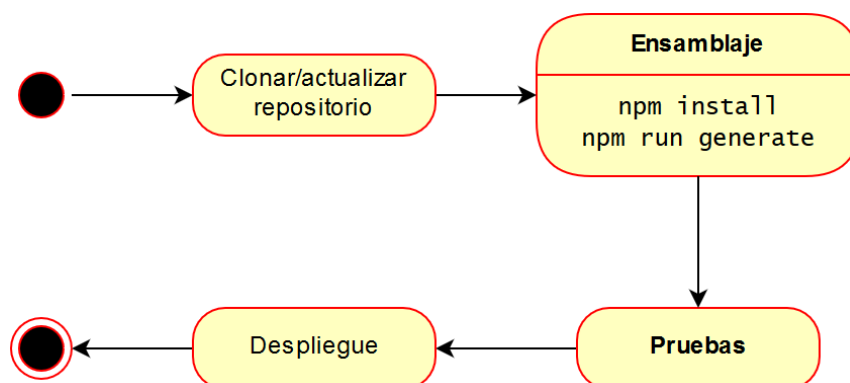 Clonar/actualizar
repositorio
Ensamblaje
npm install
npm run generate
Despliegue
Pruebas